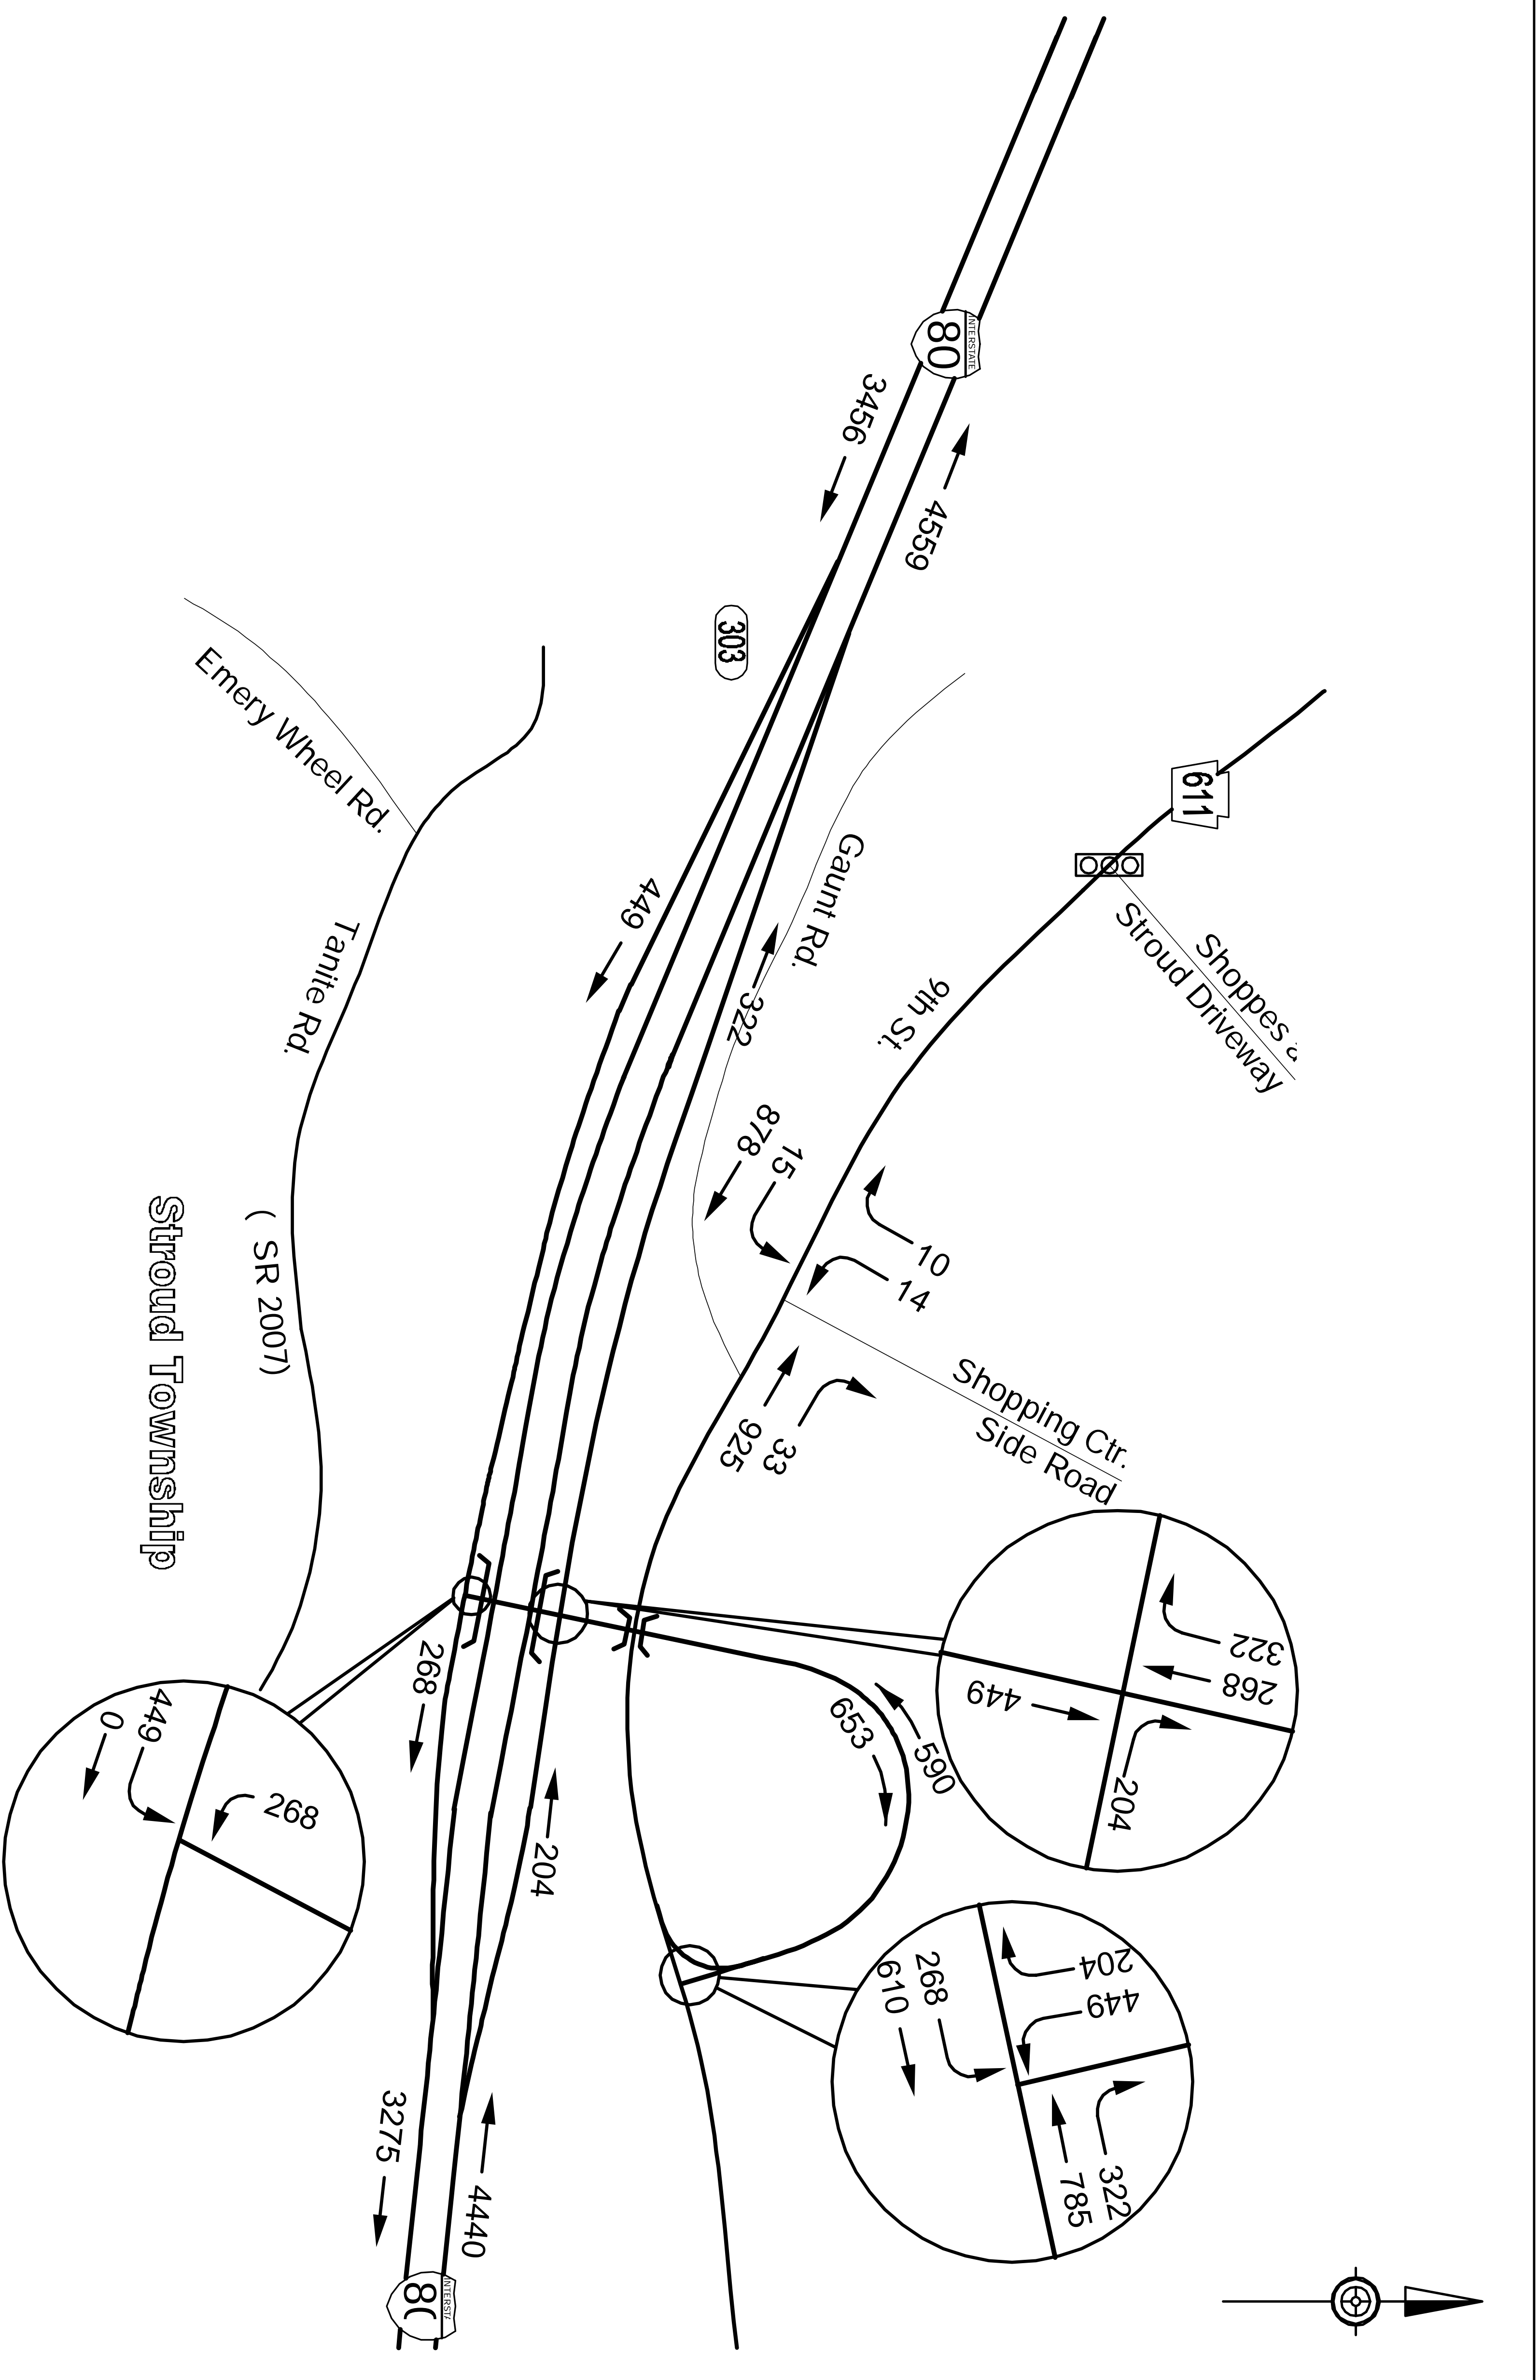 INTERSTATE
80
3456
4559
303
Emery Wheel Rd.
611
Gaunt Rd.
449
Tanite Rd.
( SR 2007)
322
9th St.
Shoppes a
Stroud Driveway
878
15
10
14
925
33
Shopping Ctr.
Side Road
Stroud Township
268
204
653
590
322
268
449
204
0
449
268
204
449
268
610
322
785
3275
4440
INTERST
80